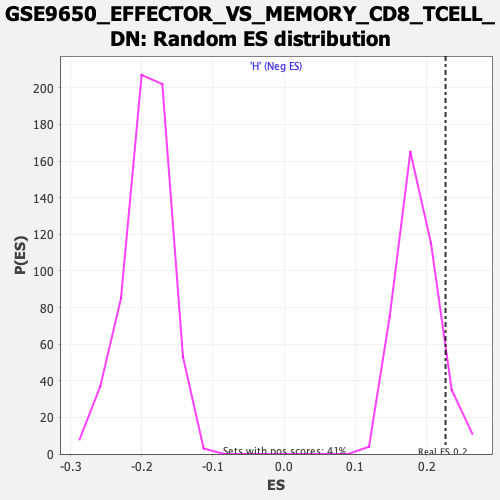 GSE9650_EFFECTOR_VS_MEMORY_CD8_TCELL_
DN: Random ES distribution
'H' (Neg ES)
200
180
160
140
120
100
80
60
40
20
0
P(ES)
Sets with pos scores: 41%
Real ES 0.2
-0.3 -0.2 -0.1 0.0 0.1 0.2
ES